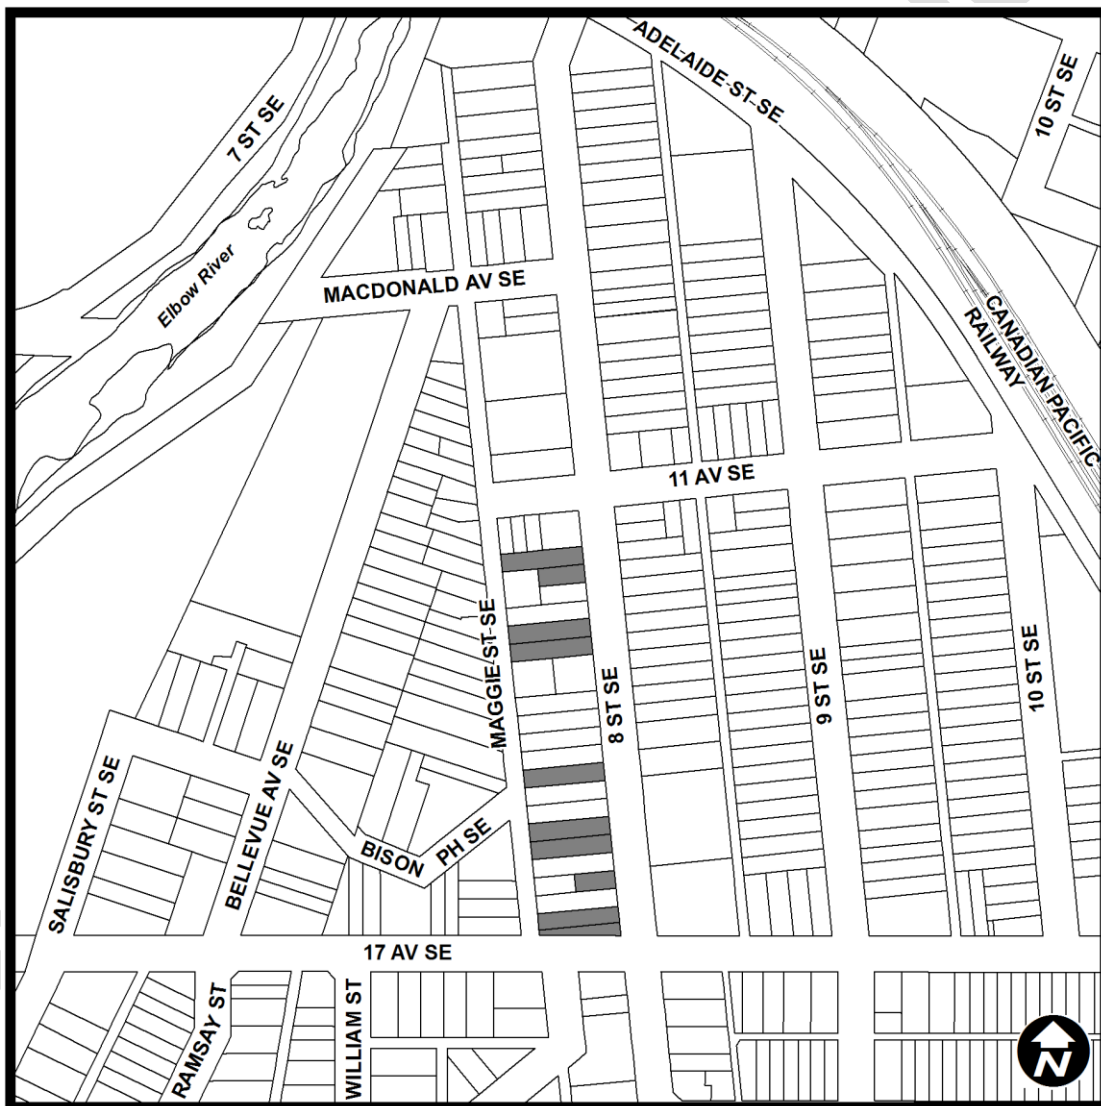 ADELAIDE ST SE
10 ST SE
7 ST SE
Elbow River
MACDONALD AV SE
CANADIAN PACIFIC
RAILWAY
11 AV SE
MAGGIE ST SE
8 ST SE
9 ST SE
10 ST SE
SALISBURY ST SE
BELLEVUE AV SE
BISON PH SE
17 AV SE
RAMSAY ST
WILLIAM ST
N